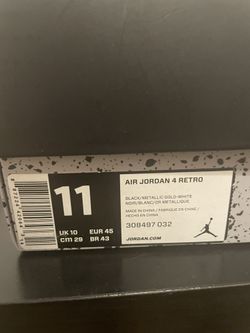 11
UK 10 EUR 45
CM 29 BR 43
AIR JORDAN 4 RETRO
BLACK/METALLIC GOLD-WHITE
NOIR/BLANC/OR METALLIQUE
MADE IN CHINA / FABRIQUE EN CHINE /
HECHO EN CHINA
308497 032
JORDAN.COM